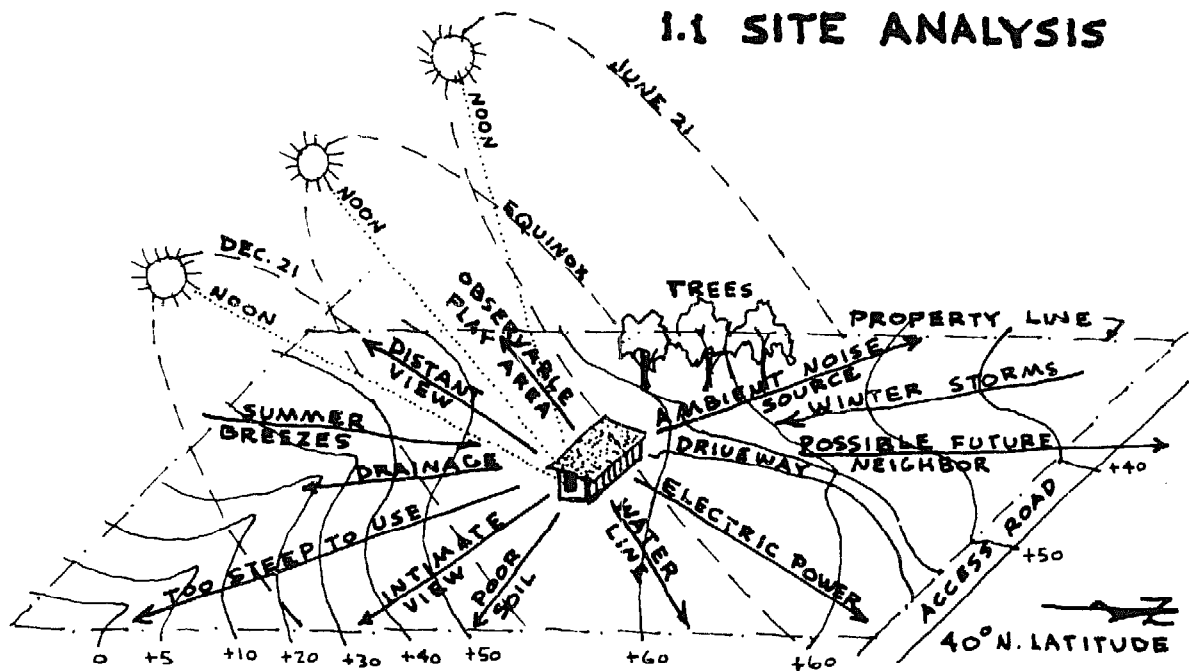 1.1 SITE ANALYSIS
JUNE 21
NOON
NOON
EQUINOX
DEC. 21
NOON
OBSERVABLE
PLAY AREA
TREES
PROPERTY LINE
DISTANT
VIEW
AMBIENT NOISE
SOURCE
WINTER STORMS
SUMMER
BREEZES
DRIVEWAY
POSSIBLE FUTURE
NEIGHBOR
DRAINAGE
+40
TOO STEEP TO USE
INTIMATE
VIEW
POOR
SOIL
WATER
LINE
ELECTRIC POWER
ACCESS ROAD
+50
N
40° N. LATITUDE
0 +5 +10 +20 +30 +40 +50 +60 +60